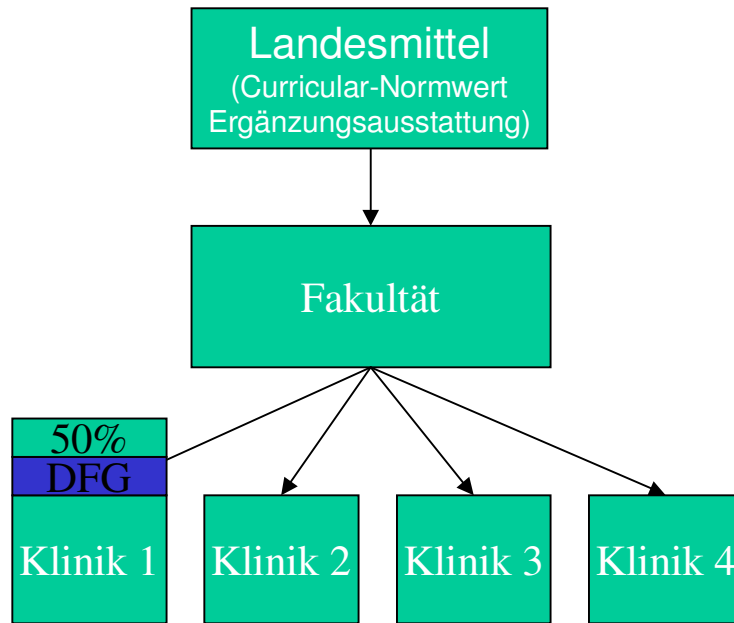 Landesmittel
(Curricular-Normwert
Ergänzungsausstattung)
Fakultät
50%
DFG
Klinik 1
Klinik 2
Klinik 3
Klinik 4